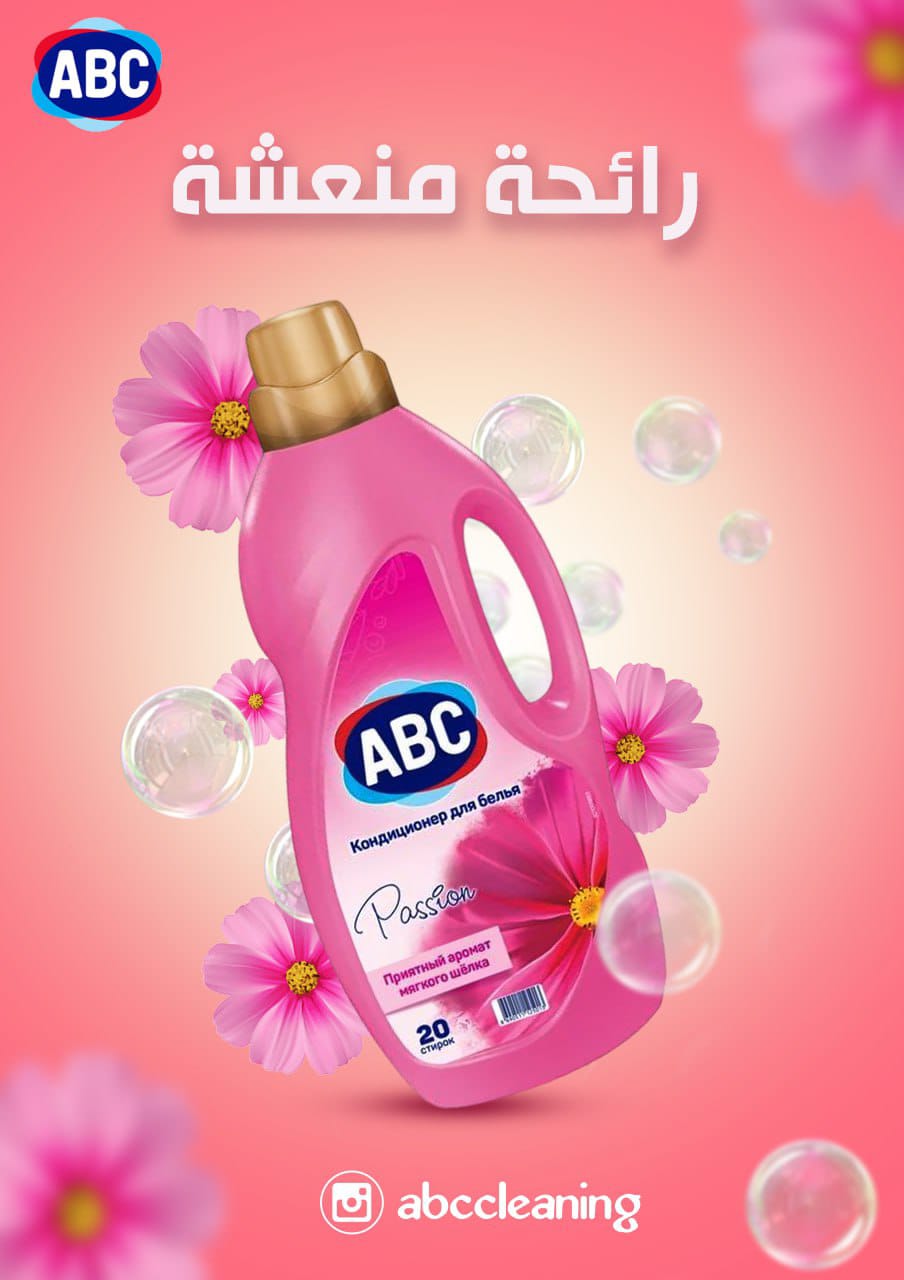 ABC
رائحة منعشة
ABC
Кондиционер для белья
Passion
Приятный аромат
мягкого шёлка
20
стирок
abccleaning